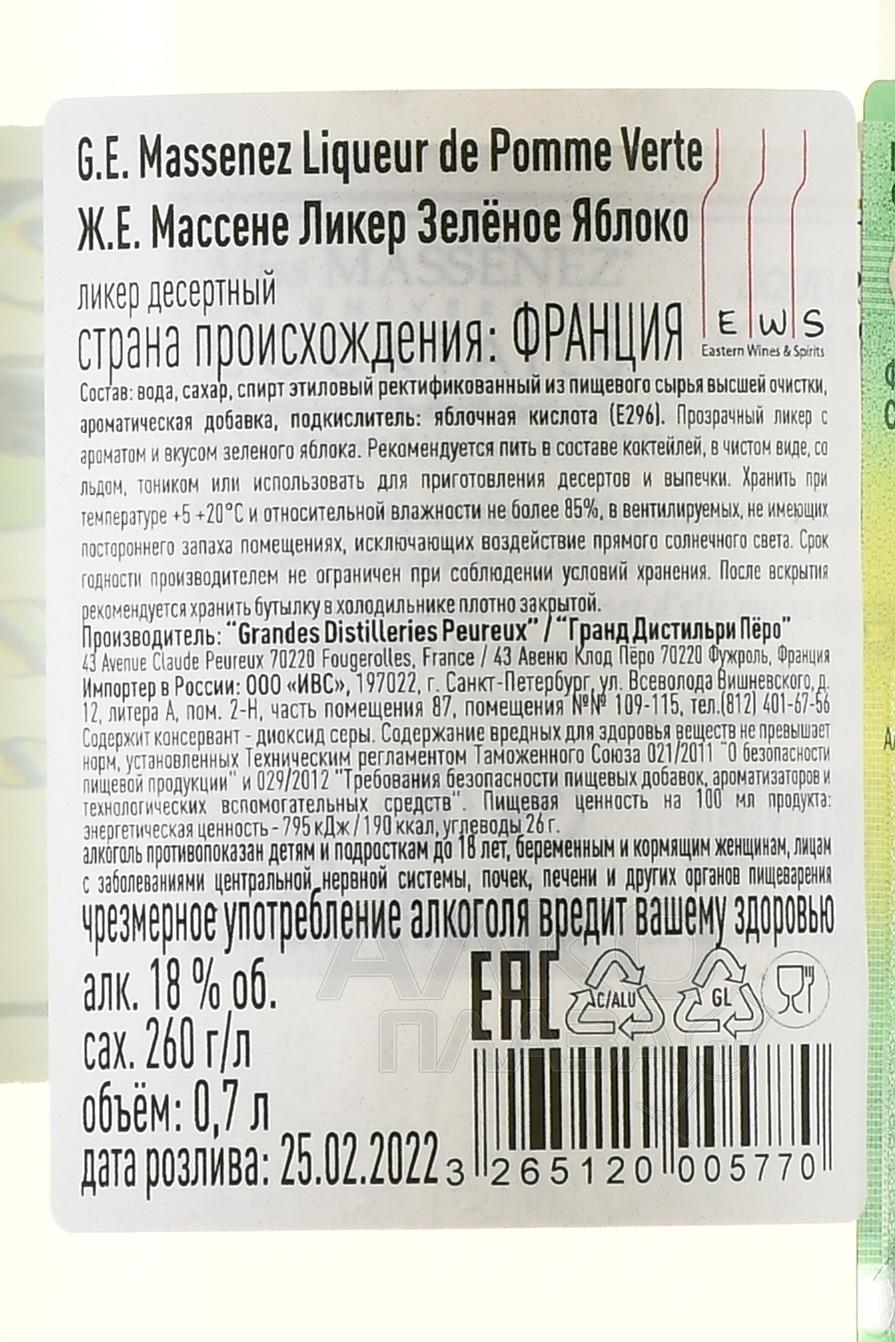 G.E. Massenez Liqueur de Pomme Verte
Ж.Е. Массене Ликер Зелёное Яблоко
ликер десертный
страна происхождения: ФРАНЦИЯ
E W S
Eastern Wines & Spirits
Состав: вода, сахар, спирт этиловый ректификованный из пищевого сырья высшей очистки,
ароматическая добавка, подкислитель: яблочная кислота (E296). Прозрачный ликер с
ароматом и вкусом зеленого яблока. Рекомендуется пить в составе коктейлей, в чистом виде, со
льдом, тоником или использовать для приготовления десертов и выпечки. Хранить при
температуре +5 +20°C и относительной влажности не более 85%, в вентилируемых, не имеющих
постороннего запаха помещениях, исключающих воздействие прямого солнечного света. Срок
годности производителем не ограничен при соблюдении условий хранения. После вскрытия
рекомендуется хранить бутылку в холодильнике плотно закрытой.
Производитель: "Grandes Distilleries Peureux" / "Гранд Дистильри Пёро"
43 Avenue Claude Peureux 70220 Fougerolles, France / 43 Авеню Клод Пёро 70220 Фужроль, Франция
Импортер в России: ООО «ИВС», 197022, г. Санкт-Петербург, ул. Всеволода Вишневского, д.
12, литера А, пом. 2-Н, часть помещения 87, помещения №№ 109-115, тел.(812) 401-67-56
Содержит консервант - диоксид серы. Содержание вредных для здоровья веществ не превышает
норм, установленных Техническим регламентом Таможенного Союза 021/2011 "О безопасности
пищевой продукции" и 029/2012 "Требования безопасности пищевых добавок, ароматизаторов и
технологических вспомогательных средств". Пищевая ценность на 100 мл продукта:
энергетическая ценность - 795 кДж / 190 ккал, углеводы 26 г.
алкоголь противопоказан детям и подросткам до 18 лет, беременным и кормящим женщинам, лицам
с заболеваниями центральной нервной системы, почек, печени и других органов пищеварения
чрезмерное употребление алкоголя вредит вашему здоровью
алк. 18 % об.
сах. 260 г/л
объём: 0,7 л
дата розлива: 25.02.2022
EAC
C/ALU
GL
3 265120 005770